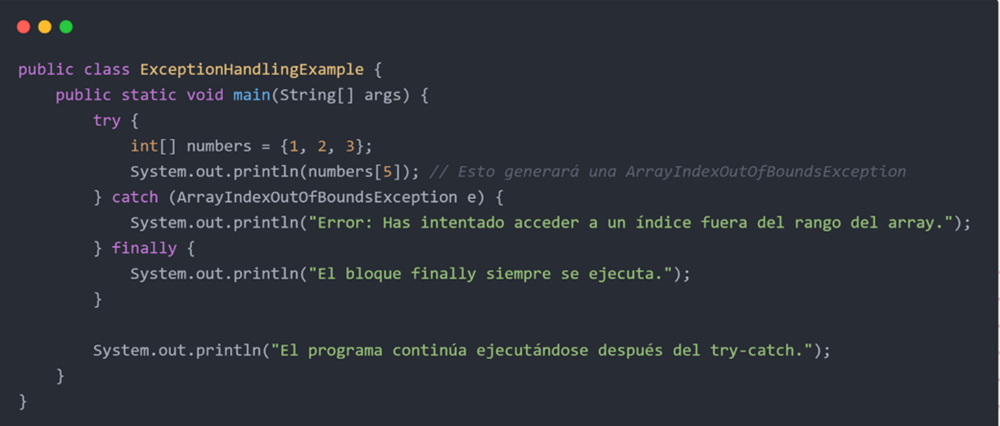 public class ExceptionHandlingExample {
    public static void main(String[] args) {
        try {
            int[] numbers = {1, 2, 3};
            System.out.println(numbers[5]); // Esto generará una ArrayIndexOutOfBoundsException
        } catch (ArrayIndexOutOfBoundsException e) {
            System.out.println("Error: Has intentado acceder a un índice fuera del rango del array.");
        } finally {
            System.out.println("El bloque finally siempre se ejecuta.");
        }

        System.out.println("El programa continúa ejecutándose después del try-catch.");
    }
}